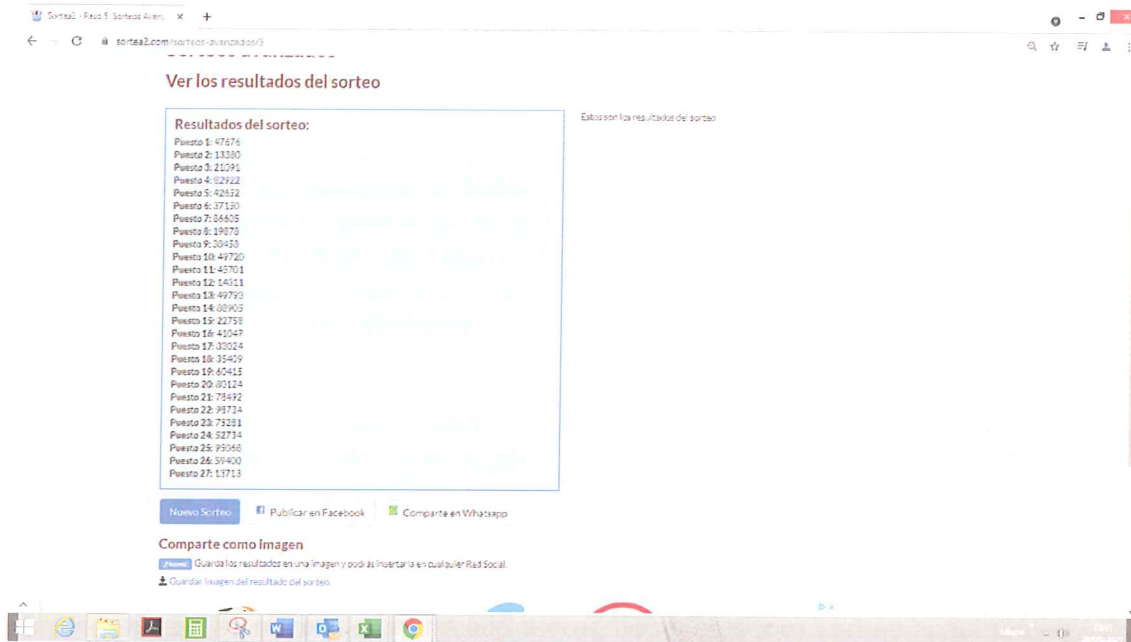 Sortea2 - Paso 5: Sorteos Avan
sortea2.com/sorteos-avanzados/5
Ver los resultados del sorteo
Resultados del sorteo:
Puesto 1: 47676
Puesto 2: 13380
Puesto 3: 21091
Puesto 4: 82922
Puesto 5:
Puesto 6:
Puesto 7: 86605
Puesto 8: 19878
Puesto 9:
Puesto 10: 49720
Puesto 11: 45701
Puesto 12: 14311
Puesto 13: 49793
Puesto 14: 88905
Puesto 15: 22758
Puesto 16: 41047
Puesto 17: 33024
Puesto 18: 35409
Puesto 19: 60415
Puesto 20: 80124
Puesto 21: 78492
Puesto 22: 98734
Puesto 23: 75281
Puesto 24: 52734
Puesto 25: 95068
Puesto 26: 59400
Puesto 27: 13713
Estos son los resultados del sorteo
Nuevo Sorteo
Publicar en Facebook
Comparte en Whatsapp
Comparte como imagen
¡Nuevo! Guarda los resultados en una imagen y podrás insertarla en cualquier Red Social.
Guardar imagen del resultado del sorteo